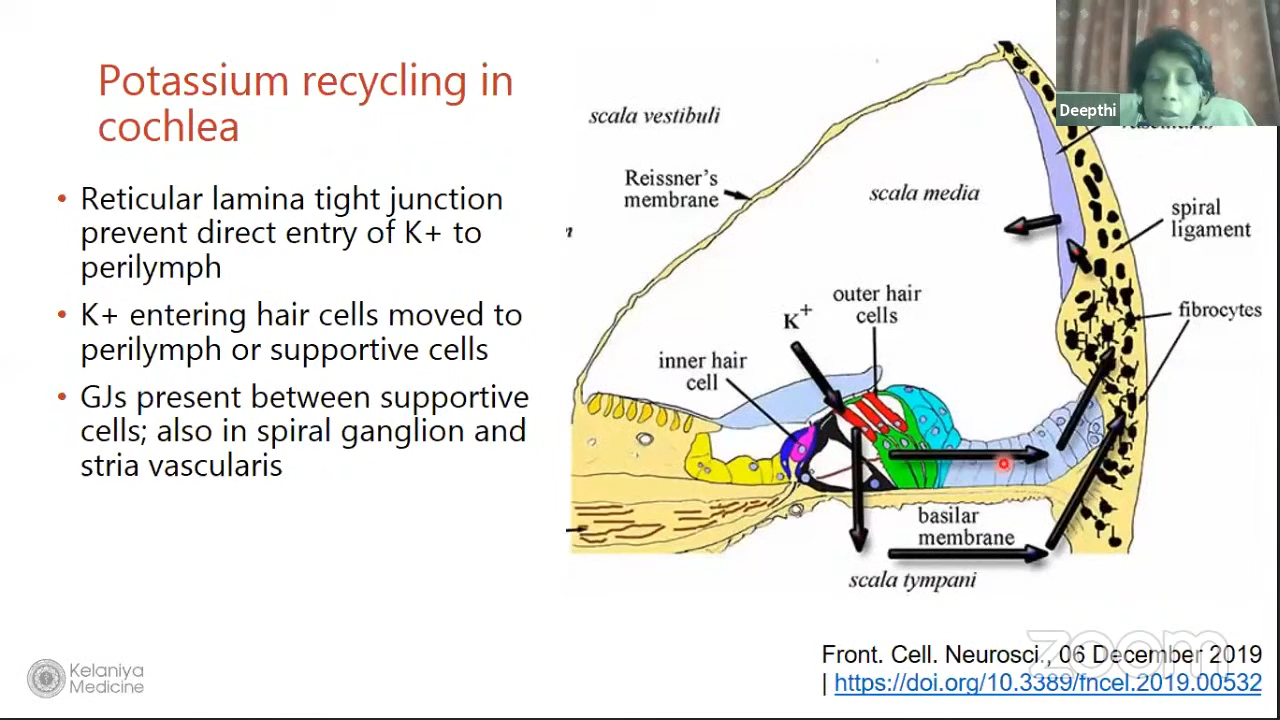 Potassium recycling in
cochlea
• Reticular lamina tight junction
prevent direct entry of K+ to
perilymph
• K+ entering hair cells moved to
perilymph or supportive cells
• GJs present between supportive
cells; also in spiral ganglion and
stria vascularis
scala vestibuli
Reissner's
membrane
scala media
Deepthi
spiral
ligament
outer hair
cells
K+
fibrocytes
inner hair
cell
basilar
membrane
scala tympani
Kelaniya
Medicine
zoom
Front. Cell. Neurosci., 06 December 2019
| https://doi.org/10.3389/fncel.2019.00532